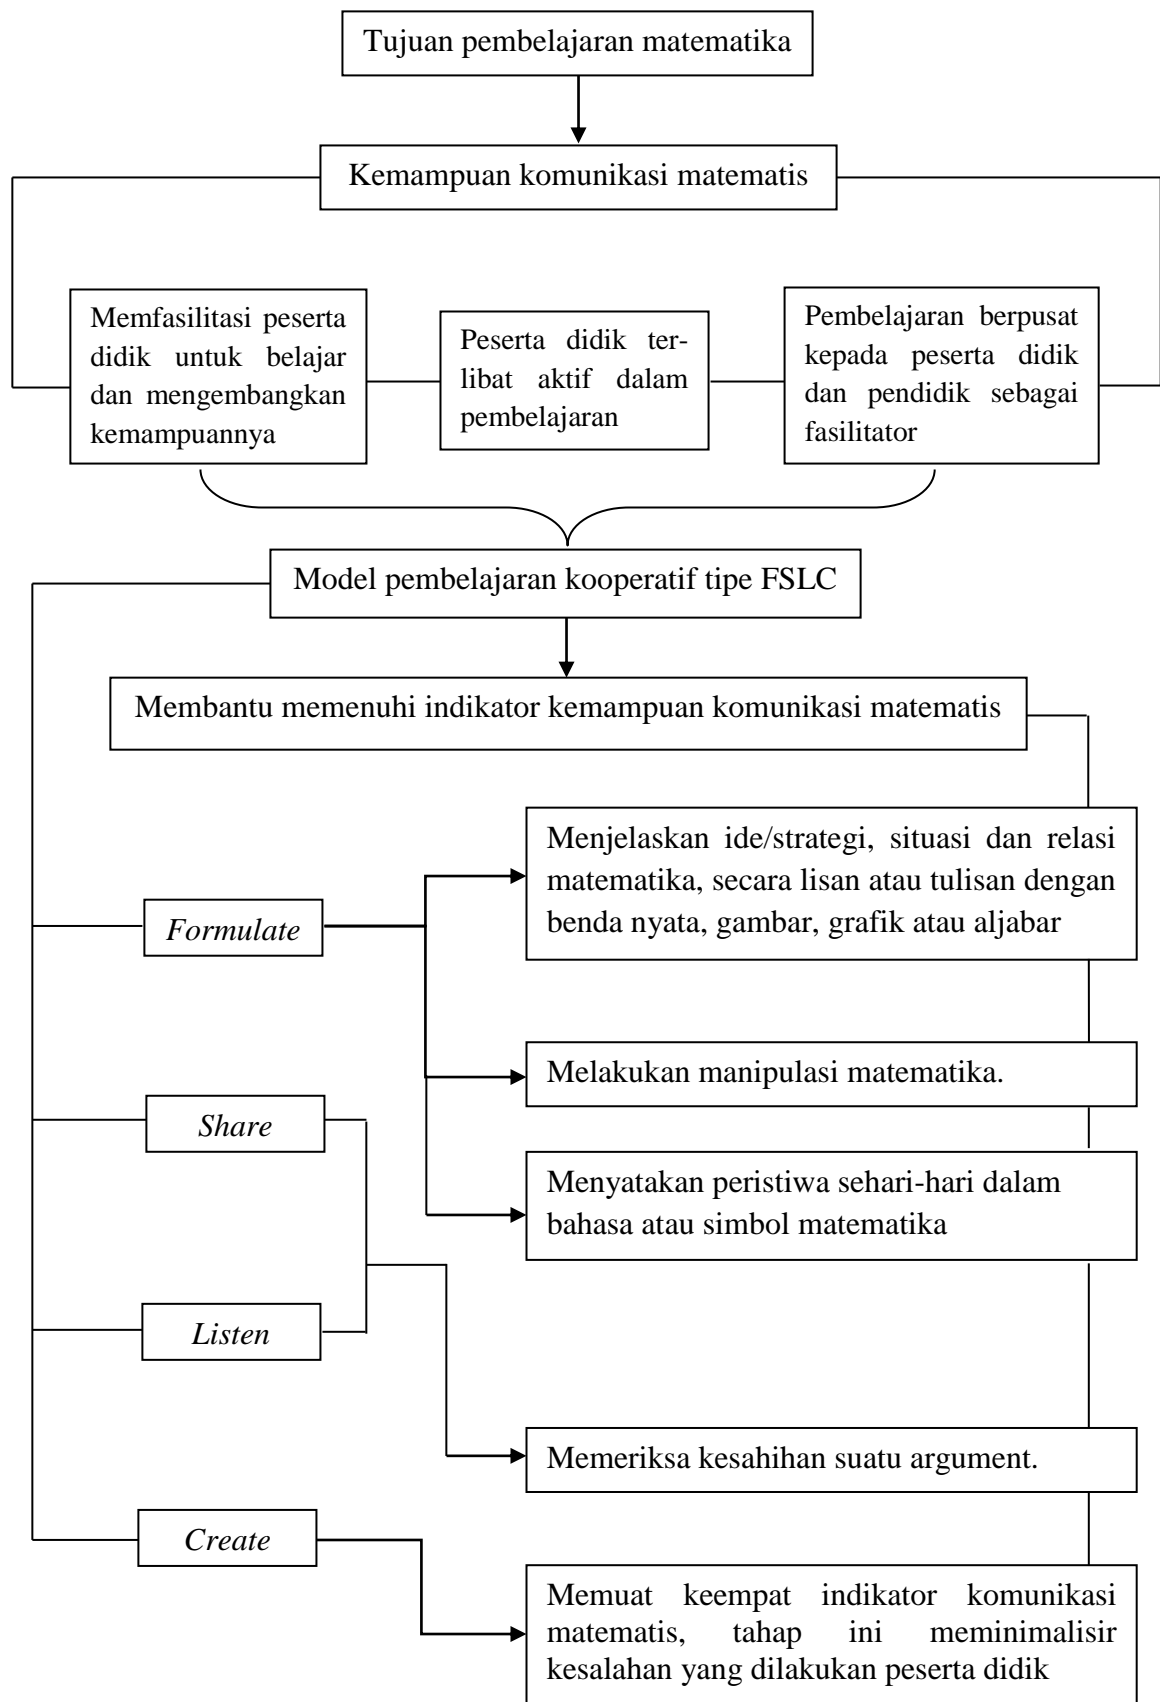 Tujuan pembelajaran matematika
Kemampuan komunikasi matematis
Memfasilitasi peserta
didik untuk belajar
dan mengembangkan
kemampuannya
Peserta didik ter-
libat aktif dalam
pembelajaran
Pembelajaran berpusat
kepada peserta didik
dan pendidik sebagai
fasilitator
Model pembelajaran kooperatif tipe FSLC
Membantu memenuhi indikator kemampuan komunikasi matematis
Formulate
Menjelaskan ide/strategi, situasi dan relasi
matematika, secara lisan atau tulisan dengan
benda nyata, gambar, grafik atau aljabar
Melakukan manipulasi matematika.
Share
Menyatakan peristiwa sehari-hari dalam
bahasa atau simbol matematika
Listen
Memeriksa kesahihan suatu argument.
Create
Memuat keempat indikator komunikasi
matematis, tahap ini meminimalisir
kesalahan yang dilakukan peserta didik